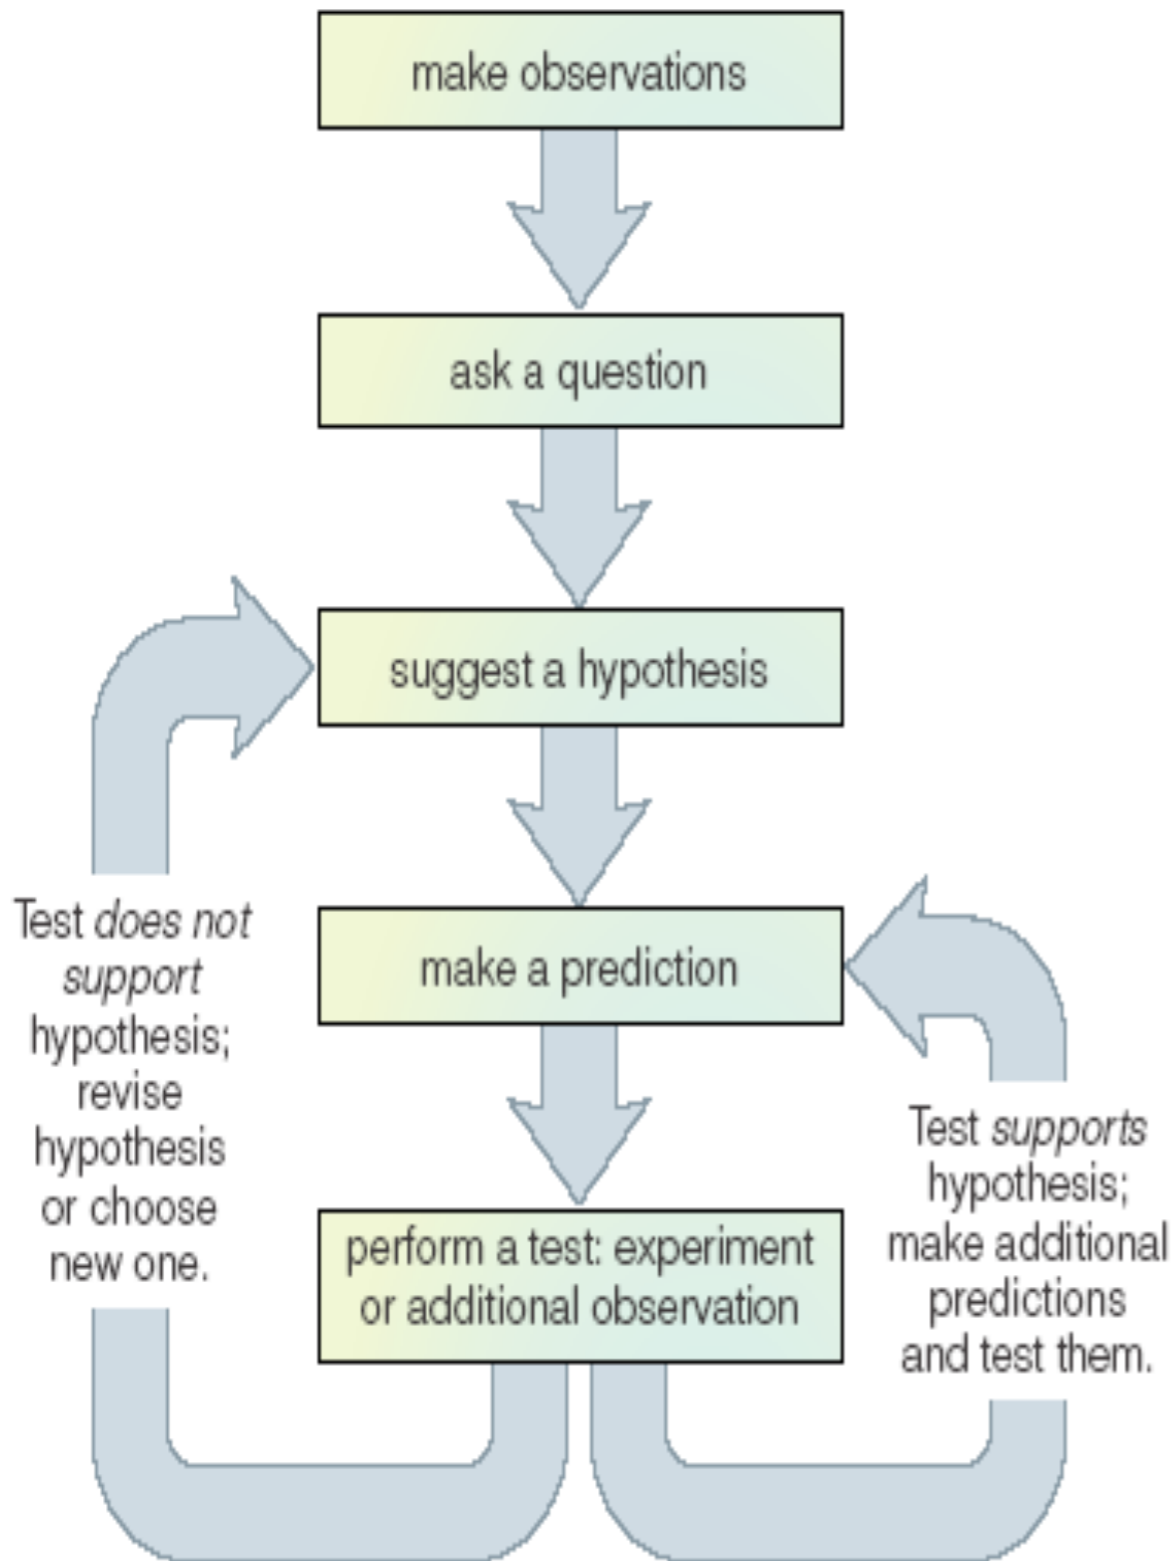 make observations
ask a question
suggest a hypothesis
make a prediction
perform a test: experiment
or additional observation
Test does not
support
hypothesis;
revise
hypothesis
or choose
new one.
Test supports
hypothesis;
make additional
predictions
and test them.